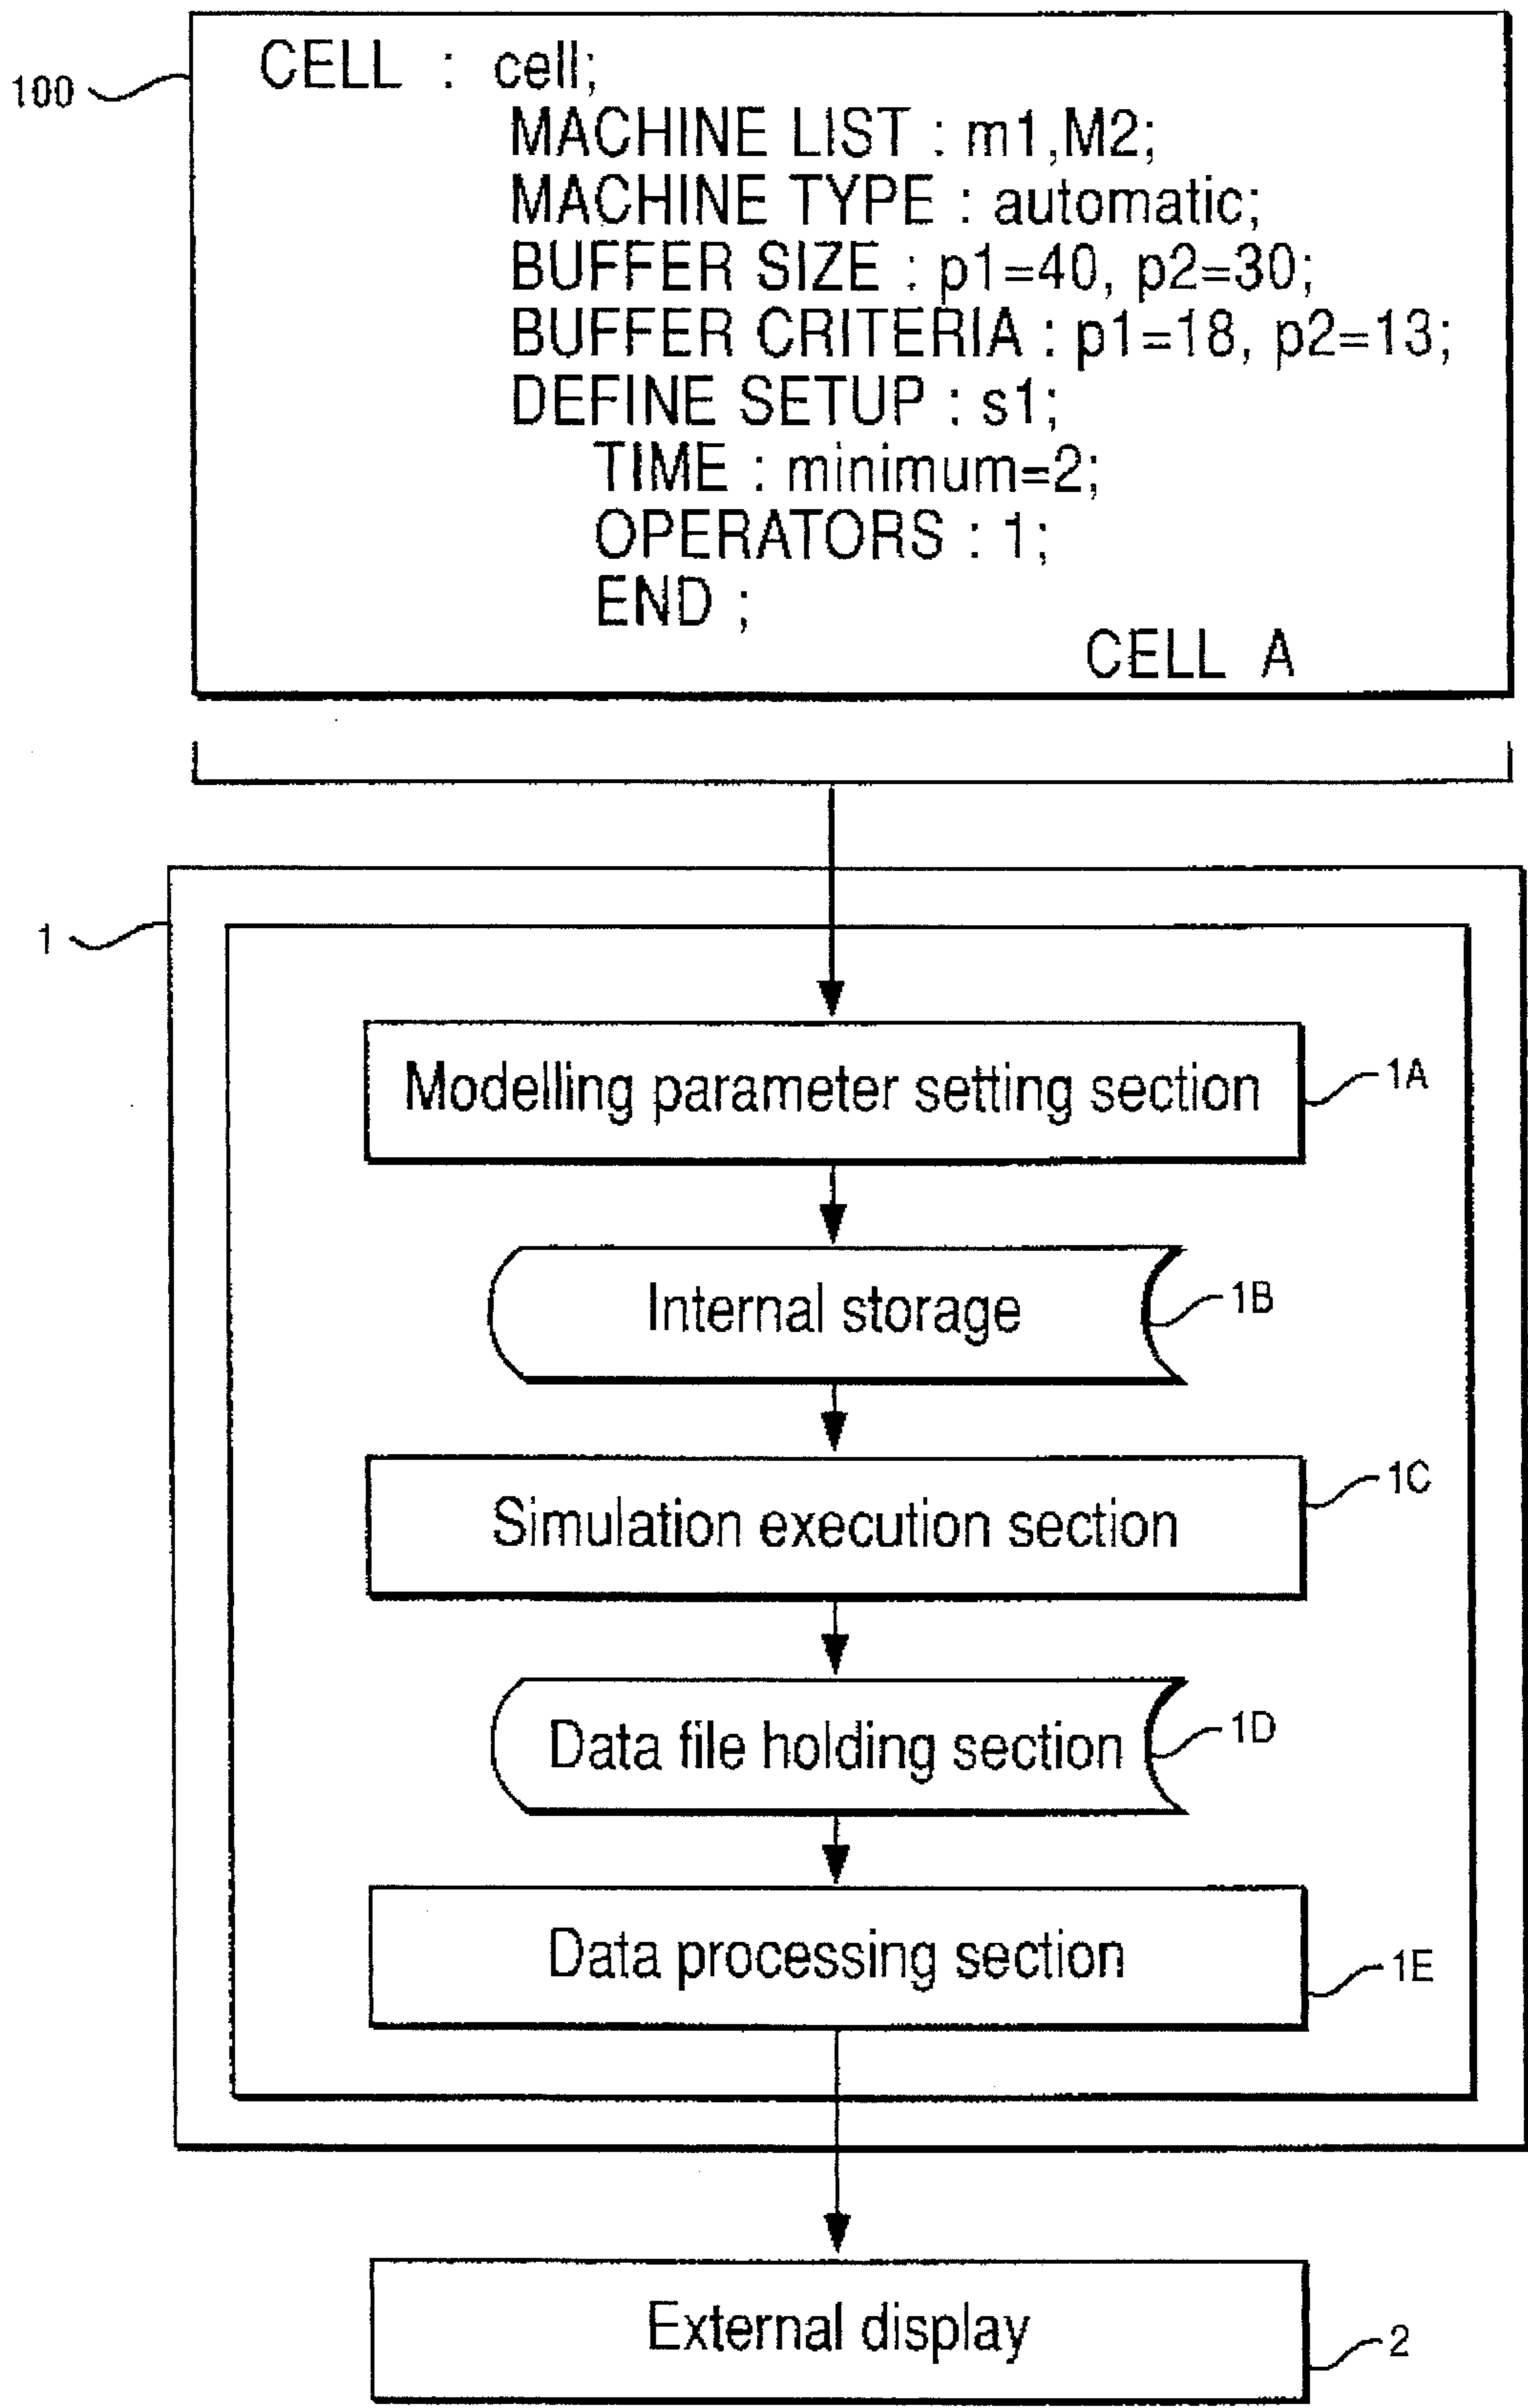 100
CELL : cell;
MACHINE LIST : m1,M2;
MACHINE TYPE : automatic;
BUFFER SIZE : p1=40, p2=30;
BUFFER CRITERIA : p1=18, p2=13;
DEFINE SETUP : s1;
TIME : minimum=2;
OPERATORS : 1;
END ;
CELL A
1
Modelling parameter setting section
1A
Internal storage
1B
Simulation execution section
1C
Data file holding section
1D
Data processing section
1E
External display
2